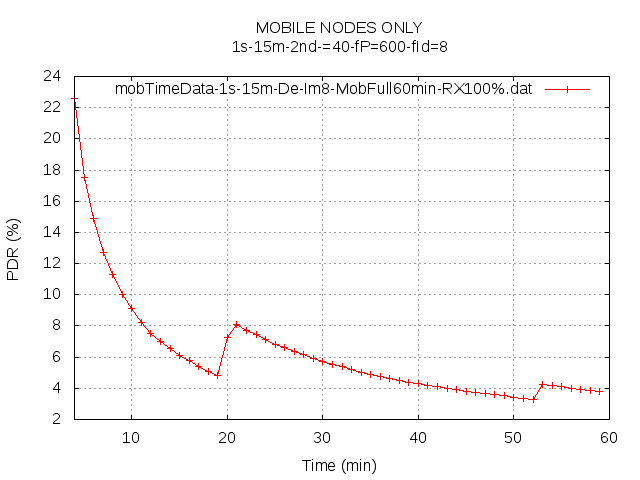 MOBILE NODES ONLY
1s-15m-2nd-=40-fP=600-fId=8
mobTimeData-1s-15m-De-Im8-MobFull60min-RX100%.dat
24
22
20
18
16
14
12
10
8
6
4
2
PDR (%)
10 20 30 40 50 60
Time (min)